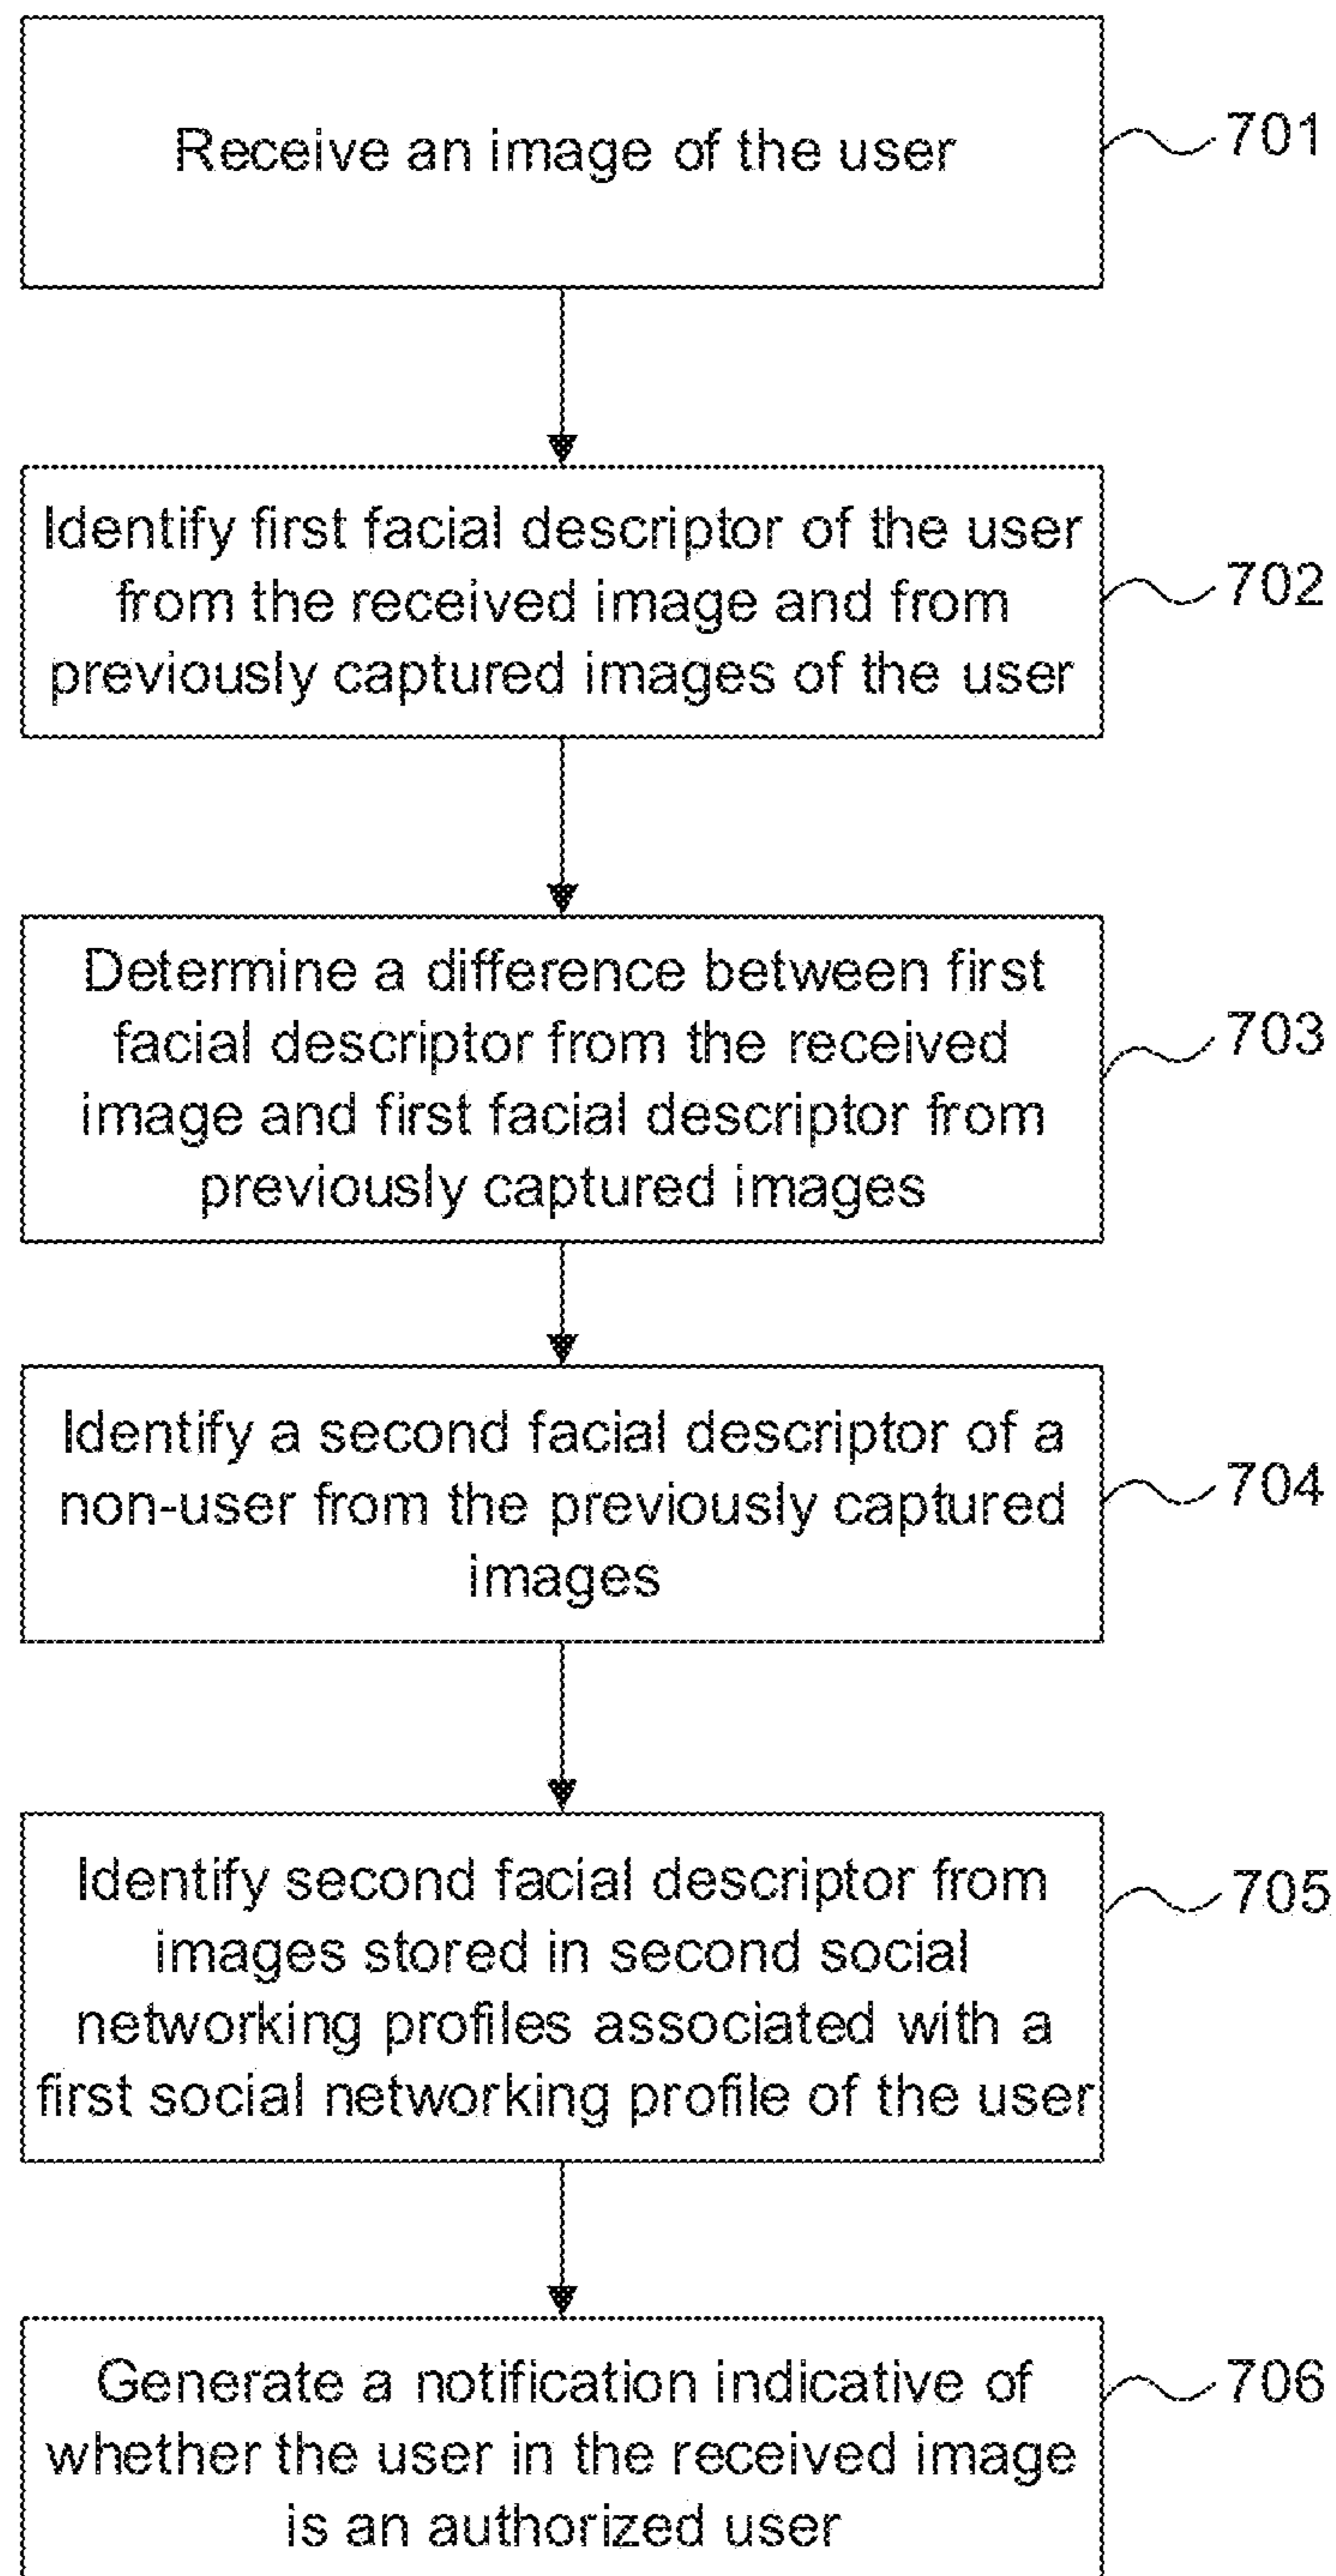 Receive an image of the user
701
Identify first facial descriptor of the user
from the received image and from
previously captured images of the user
702
Determine a difference between first
facial descriptor from the received
image and first facial descriptor from
previously captured images
703
Identify a second facial descriptor of a
non-user from the previously captured
images
704
Identify second facial descriptor from
images stored in second social
networking profiles associated with a
first social networking profile of the user
705
Generate a notification indicative of
whether the user in the received image
is an authorized user
706